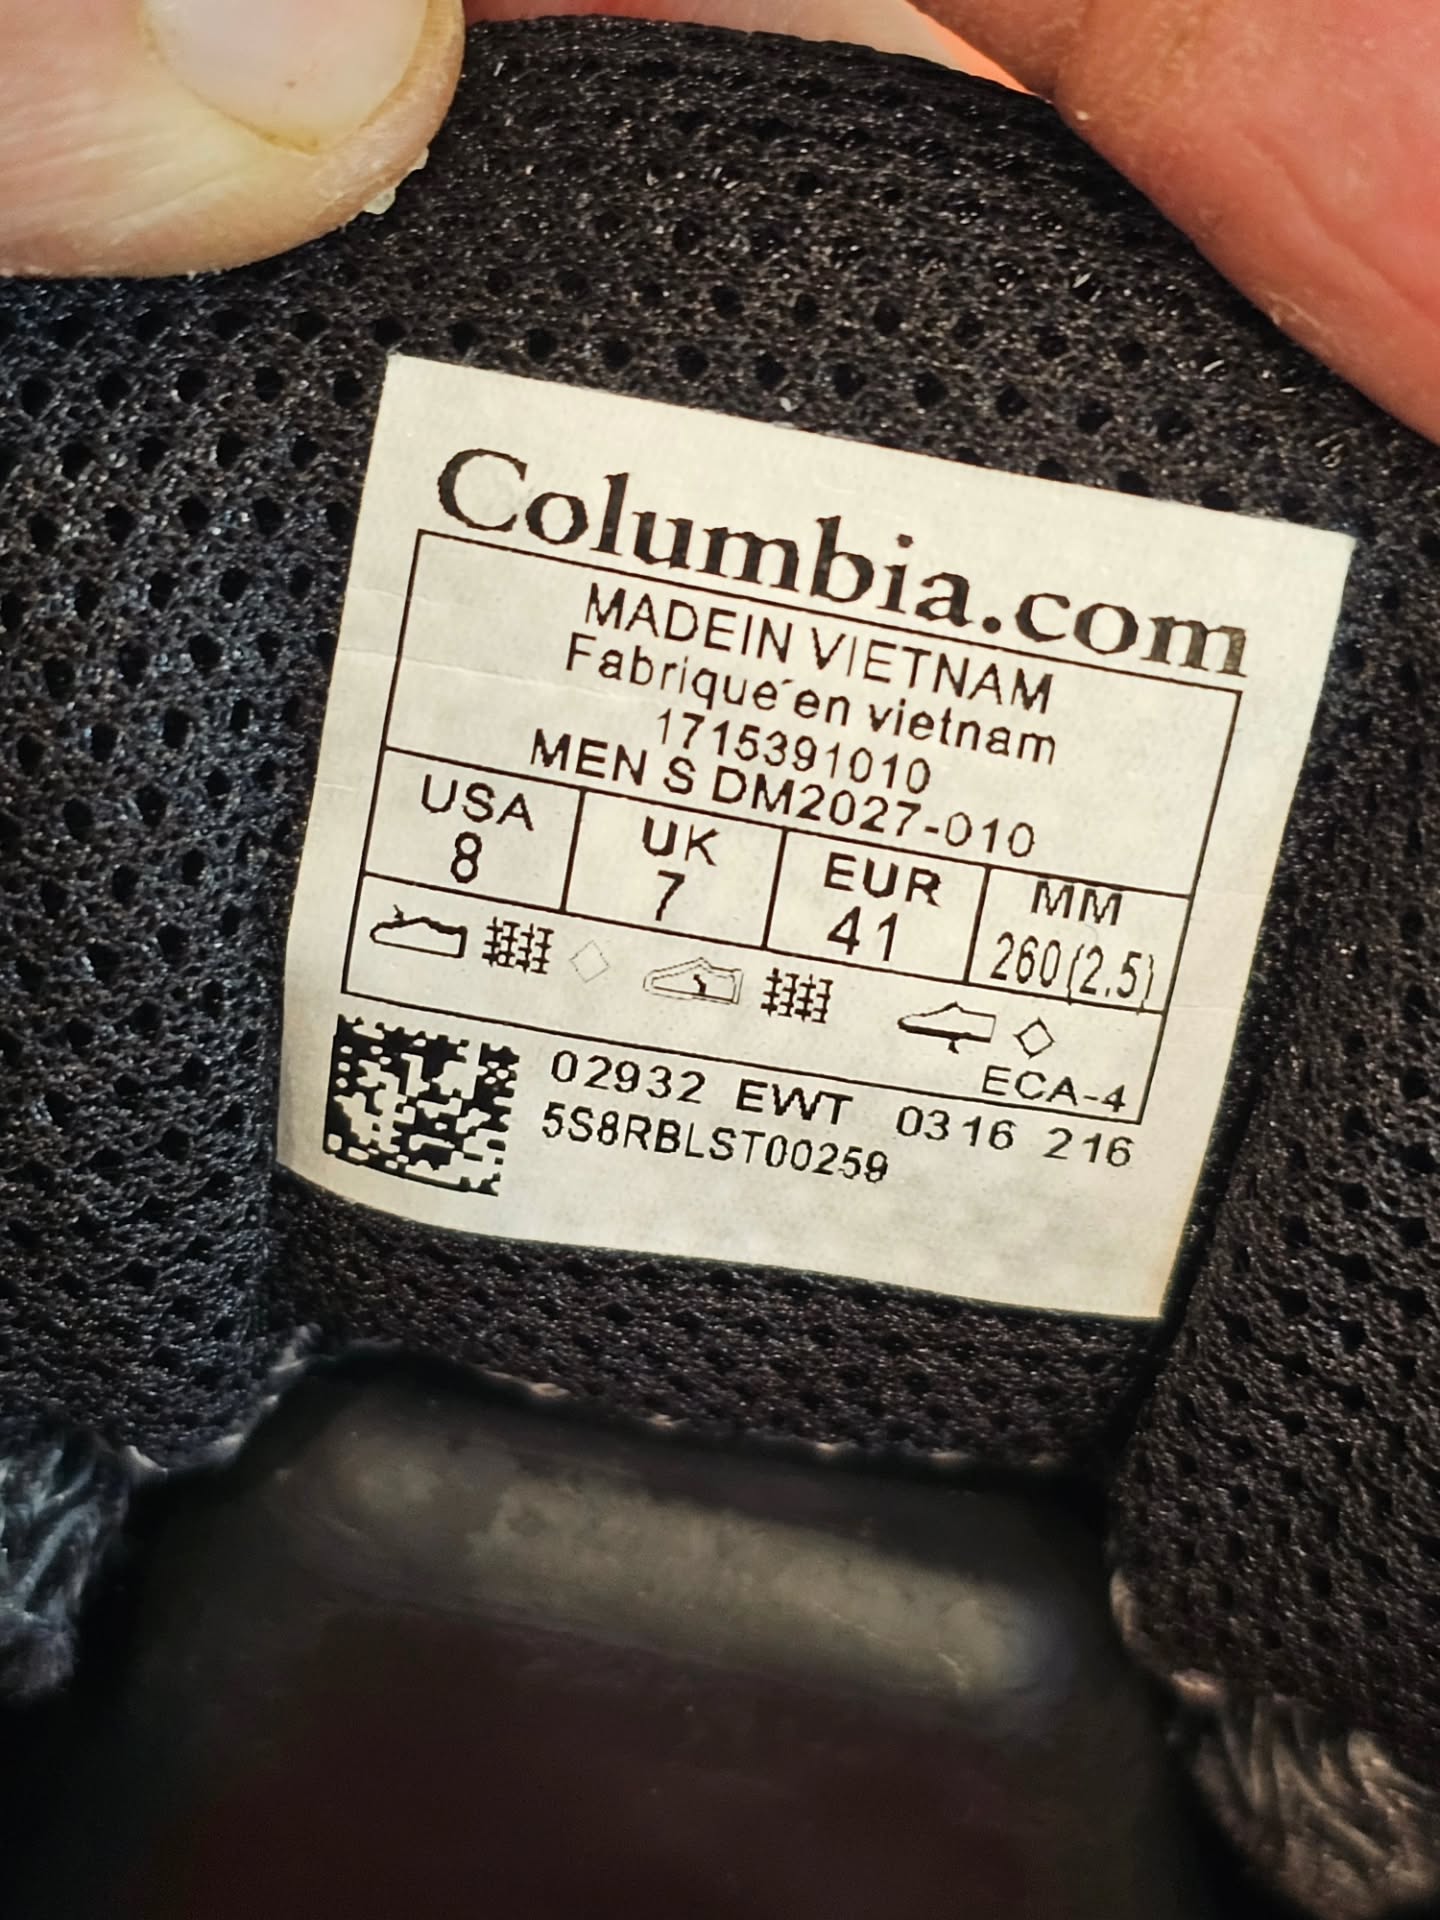 Columbia.com
MADEIN VIETNAM
Fabrique´en vietnam
1715391010
MEN S DM2027-010
USA UK EUR MM
8 7 41 260(2.5)
ECA-4
02932 EWT 0316 216
5S8RBLST00259